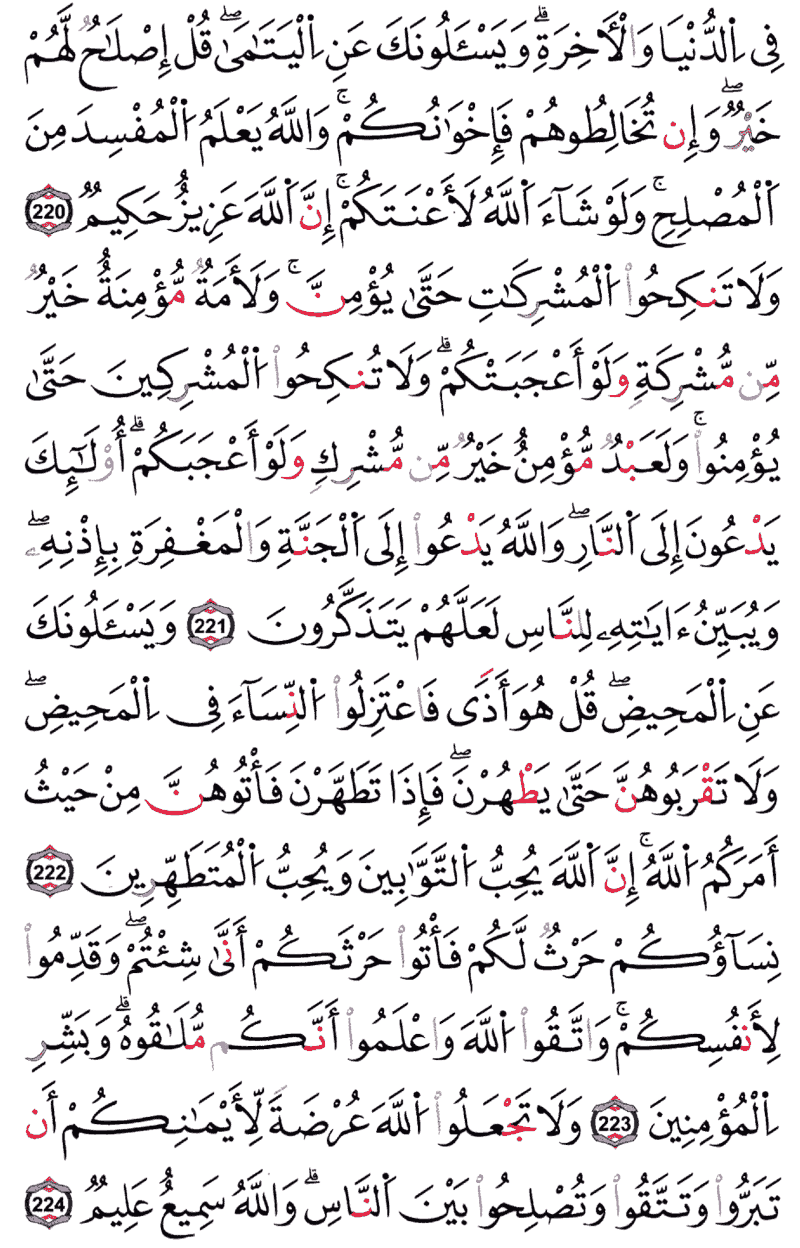 فِى ٱلدُّنْيَا وَٱلْـَٔاخِرَةِ ۗ وَيَسْـَٔلُونَكَ عَنِ ٱلْيَتَـٰمَىٰ ۖ قُلْ إِصْلَاحٌ لَّهُمْ
خَيْرٌ ۖ وَإِن تُخَالِطُوهُمْ فَإِخْوَٰنُكُمْ ۚ وَٱللَّهُ يَعْلَمُ ٱلْمُفْسِدَ مِنَ
ٱلْمُصْلِحِ ۚ وَلَوْ شَآءَ ٱللَّهُ لَأَعْنَتَكُمْ ۚ إِنَّ ٱللَّهَ عَزِيزٌ حَكِيمٌ 220
وَلَا تَنكِحُوا۟ ٱلْمُشْرِكَـٰتِ حَتَّىٰ يُؤْمِنَّ ۚ وَلَأَمَةٌ مُّؤْمِنَةٌ خَيْرٌ
مِّن مُّشْرِكَةٍ وَلَوْ أَعْجَبَتْكُمْ ۗ وَلَا تُنكِحُوا۟ ٱلْمُشْرِكِينَ حَتَّىٰ
يُؤْمِنُوا۟ ۚ وَلَعَبْدٌ مُّؤْمِنٌ خَيْرٌ مِّن مُّشْرِكٍ وَلَوْ أَعْجَبَكُمْ ۗ أُو۟لَـٰٓئِكَ
يَدْعُونَ إِلَى ٱلنَّارِ ۖ وَٱللَّهُ يَدْعُوٓا۟ إِلَى ٱلْجَنَّةِ وَٱلْمَغْفِرَةِ بِإِذْنِهِۦ ۖ
وَيُبَيِّنُ ءَايَـٰتِهِۦ لِلنَّاسِ لَعَلَّهُمْ يَتَذَكَّرُونَ 221 وَيَسْـَٔلُونَكَ
عَنِ ٱلْمَحِيضِ ۖ قُلْ هُوَ أَذًى فَٱعْتَزِلُوا۟ ٱلنِّسَآءَ فِى ٱلْمَحِيضِ ۖ
وَلَا تَقْرَبُوهُنَّ حَتَّىٰ يَطْهُرْنَ ۖ فَإِذَا تَطَهَّرْنَ فَأْتُوهُنَّ مِنْ حَيْثُ
أَمَرَكُمُ ٱللَّهُ ۚ إِنَّ ٱللَّهَ يُحِبُّ ٱلتَّوَّٰبِينَ وَيُحِبُّ ٱلْمُتَطَهِّرِينَ 222
نِسَآؤُكُمْ حَرْثٌ لَّكُمْ فَأْتُوا۟ حَرْثَكُمْ أَنَّىٰ شِئْتُمْ ۖ وَقَدِّمُوا۟
لِأَنفُسِكُمْ ۚ وَٱتَّقُوا۟ ٱللَّهَ وَٱعْلَمُوٓا۟ أَنَّكُم مُّلَـٰقُوهُ ۗ وَبَشِّرِ
ٱلْمُؤْمِنِينَ 223 وَلَا تَجْعَلُوا۟ ٱللَّهَ عُرْضَةً لِّأَيْمَـٰنِكُمْ أَن
تَبَرُّوا۟ وَتَتَّقُوا۟ وَتُصْلِحُوا۟ بَيْنَ ٱلنَّاسِ ۗ وَٱللَّهُ سَمِيعٌ عَلِيمٌ 224